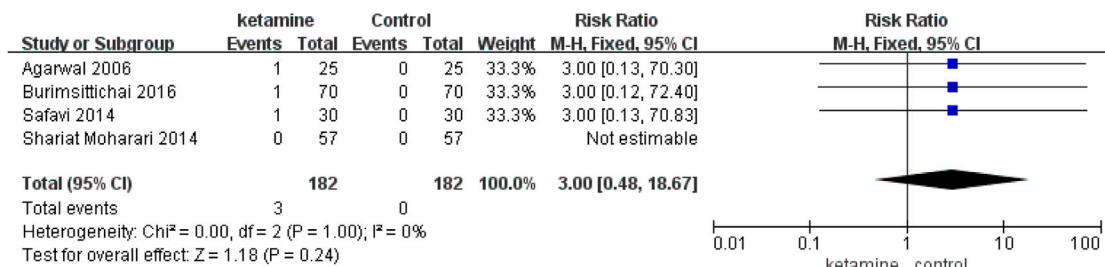 ketamine Control Risk Ratio Risk Ratio
Study or Subgroup Events Total Events Total Weight M-H, Fixed, 95% CI M-H, Fixed, 95% CI
Agarwal 2006 1 25 0 25 33.3% 3.00 [0.13, 70.30]
Burimsittichai 2016 1 70 0 70 33.3% 3.00 [0.12, 72.40]
Safavi 2014 1 30 0 30 33.3% 3.00 [0.13, 70.83]
Shariat Moharari 2014 0 57 0 57 Not estimable
Total (95% CI) 182 182 100.0% 3.00 [0.48, 18.67]
Total events 3 0
Heterogeneity: Chi² = 0.00, df = 2 (P = 1.00); I² = 0%
Test for overall effect: Z = 1.18 (P = 0.24)
0.01 0.1 1 10 100
ketamine control